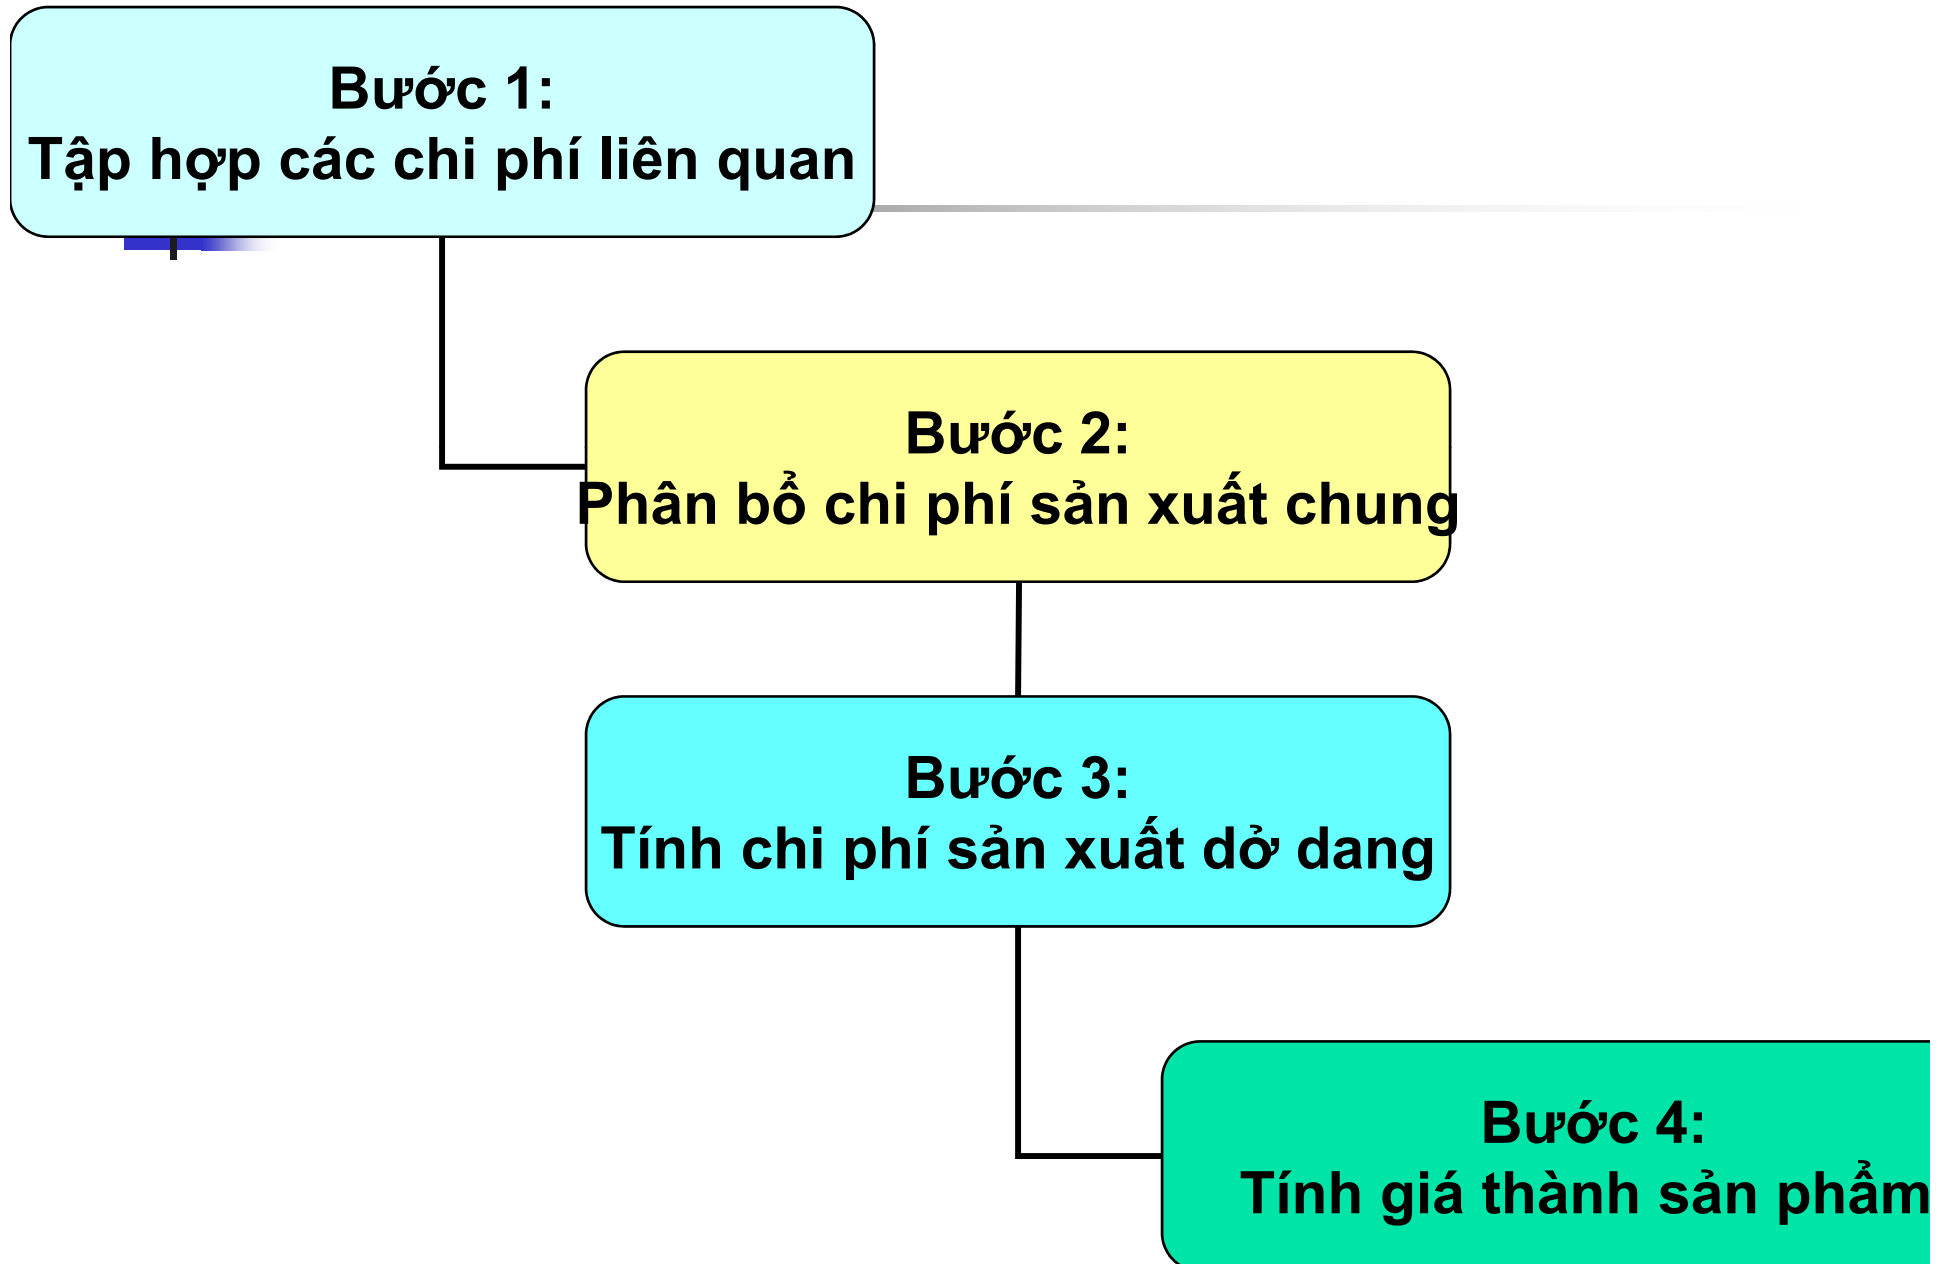 Bước 1:
Tập hợp các chi phí liên quan
Bước 2:
Phân bổ chi phí sản xuất chung
Bước 3:
Tính chi phí sản xuất dở dang
Bước 4:
Tính giá thành sản phẩm